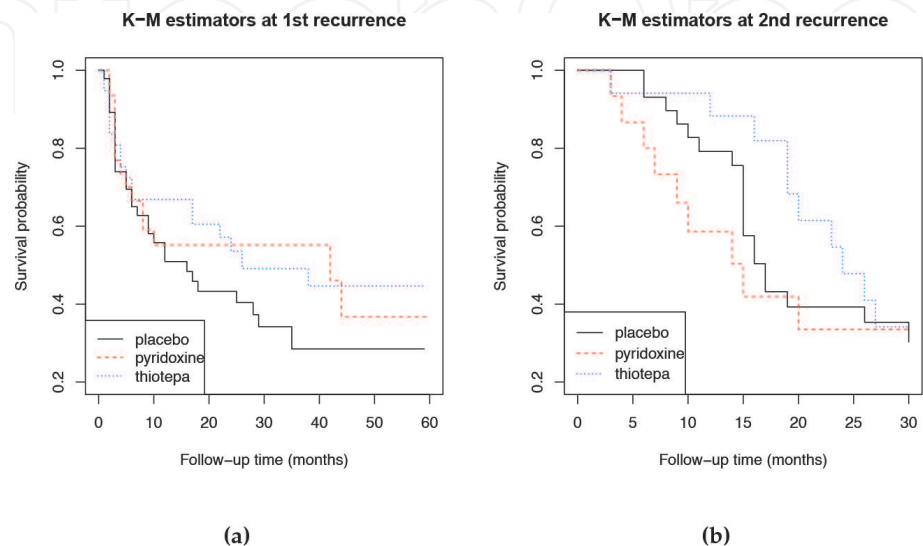 K−M estimators at 1st recurrence
Survival probability
1.0
0.8
0.6
0.4
0.2
placebo
pyridoxine
thiotepa
0 10 20 30 40 50 60
Follow−up time (months)
(a)
K−M estimators at 2nd recurrence
Survival probability
1.0
0.8
0.6
0.4
0.2
placebo
pyridoxine
thiotepa
0 5 10 15 20 25 30
Follow−up time (months)
(b)